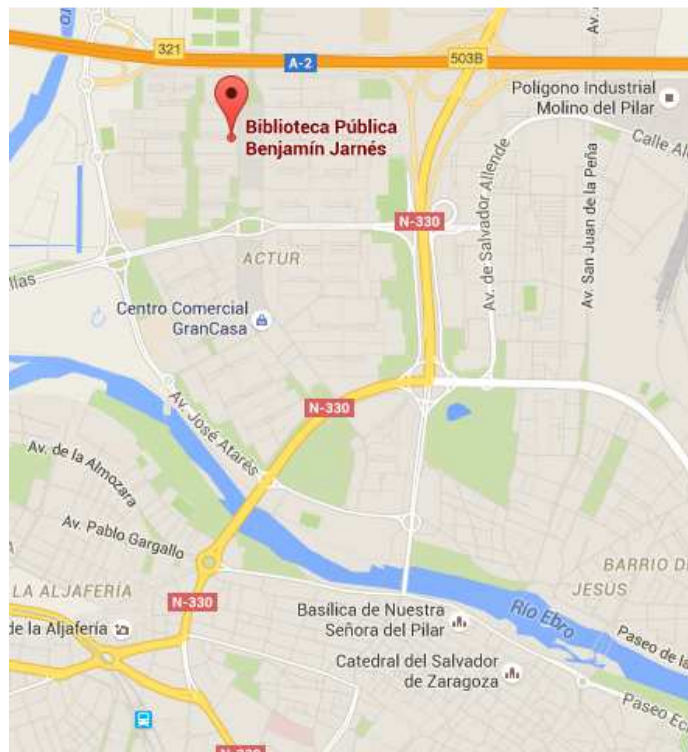 321
A-2
503B
Av.
Polígono Industrial
Molino del Pilar
Biblioteca Pública
Benjamín Jarnés
Calle Al
Av. de Salvador Allende
Av. San Juan de la Peña
N-330
ACTUR
llas
Centro Comercial
GranCasa
N-330
Av. José Atarés
Av. de la Almozara
Av. Pablo Gargallo
BARRIO DE
JESÚS
LA ALJAFERÍA
N-330
Basílica de Nuestra
Señora del Pilar
Río Ebro
de la Aljafería
Paseo de la
Catedral del Salvador
de Zaragoza
Paseo Ec
N-330